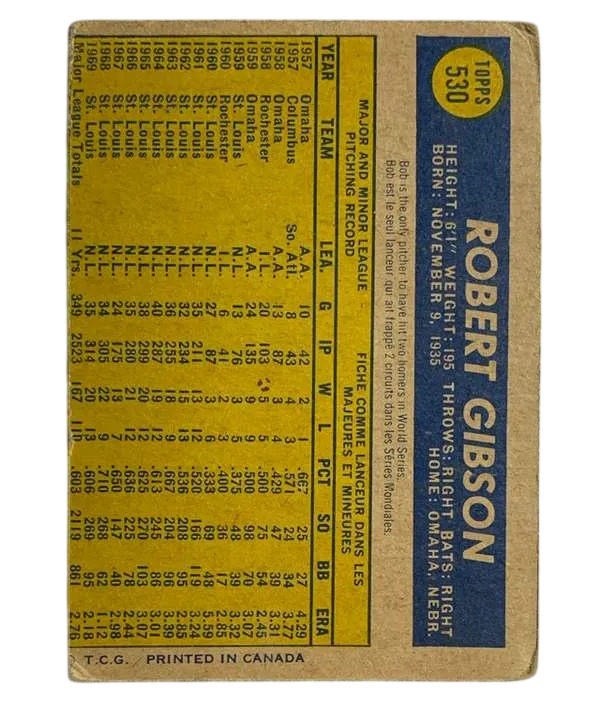 TOPPS
530
ROBERT GIBSON
HEIGHT: 6'1" WEIGHT: 195 THROWS: RIGHT BATS: RIGHT
BORN: NOVEMBER 9, 1935 HOME: OMAHA, NEBR.
Bob is the only pitcher to have hit two homers in World Series.
Bob est le seul lanceur qui ait frappé 2 circuits dans les Séries Mondiales.
MAJOR AND MINOR LEAGUE FICHE COMME LANCEUR DANS LES
PITCHING RECORD MAJEURES ET MINEURES
YEAR TEAM LEA. G IP W L PCT SO BB ERA
1957 Omaha A.A. 10 42 2 1 .667 25 27 4.29
1957 Columbus So. Atl. 8 43 4 3 .571 24 34 3.77
1958 Omaha A.A. 13 87 3 4 .429 47 39 3.31
1958 Rochester I.L. 20 103 5 5 .500 75 54 2.45
1959 Omaha A.A. 24 135 9 9 .500 98 70 3.07
1959 St. Louis N.L. 13 76 3 5 .375 48 39 3.32
1960 Rochester I.L. 6 41 2 3 .400 36 17 2.85
1960 St. Louis N.L. 27 87 3 6 .333 69 48 5.59
1961 St. Louis N.L. 35 211 13 12 166 119 3.24
1962 St. Louis N.L. 32 234 15 13 .536 208 95 2.85
1963 St. Louis N.L. 36 255 18 9 .667 204 96 3.39
1964 St. Louis N.L. 40 287 19 12 .613 245 86 3.01
1965 St. Louis N.L. 38 299 20 12 .625 270 103 3.07
1966 St. Louis N.L. 35 280 21 12 .636 225 78 2.44
1967 St. Louis N.L. 24 175 13 7 .650 147 40 2.98
1968 St. Louis N.L. 34 305 22 9 .710 268 62 1.12
1969 St. Louis N.L. 35 314 20 13 .606 269 95 2.18
Major League Totals 11 Yrs. 349 2523 167 110 .603 2119 861 2.76
T.C.G. PRINTED IN CANADA